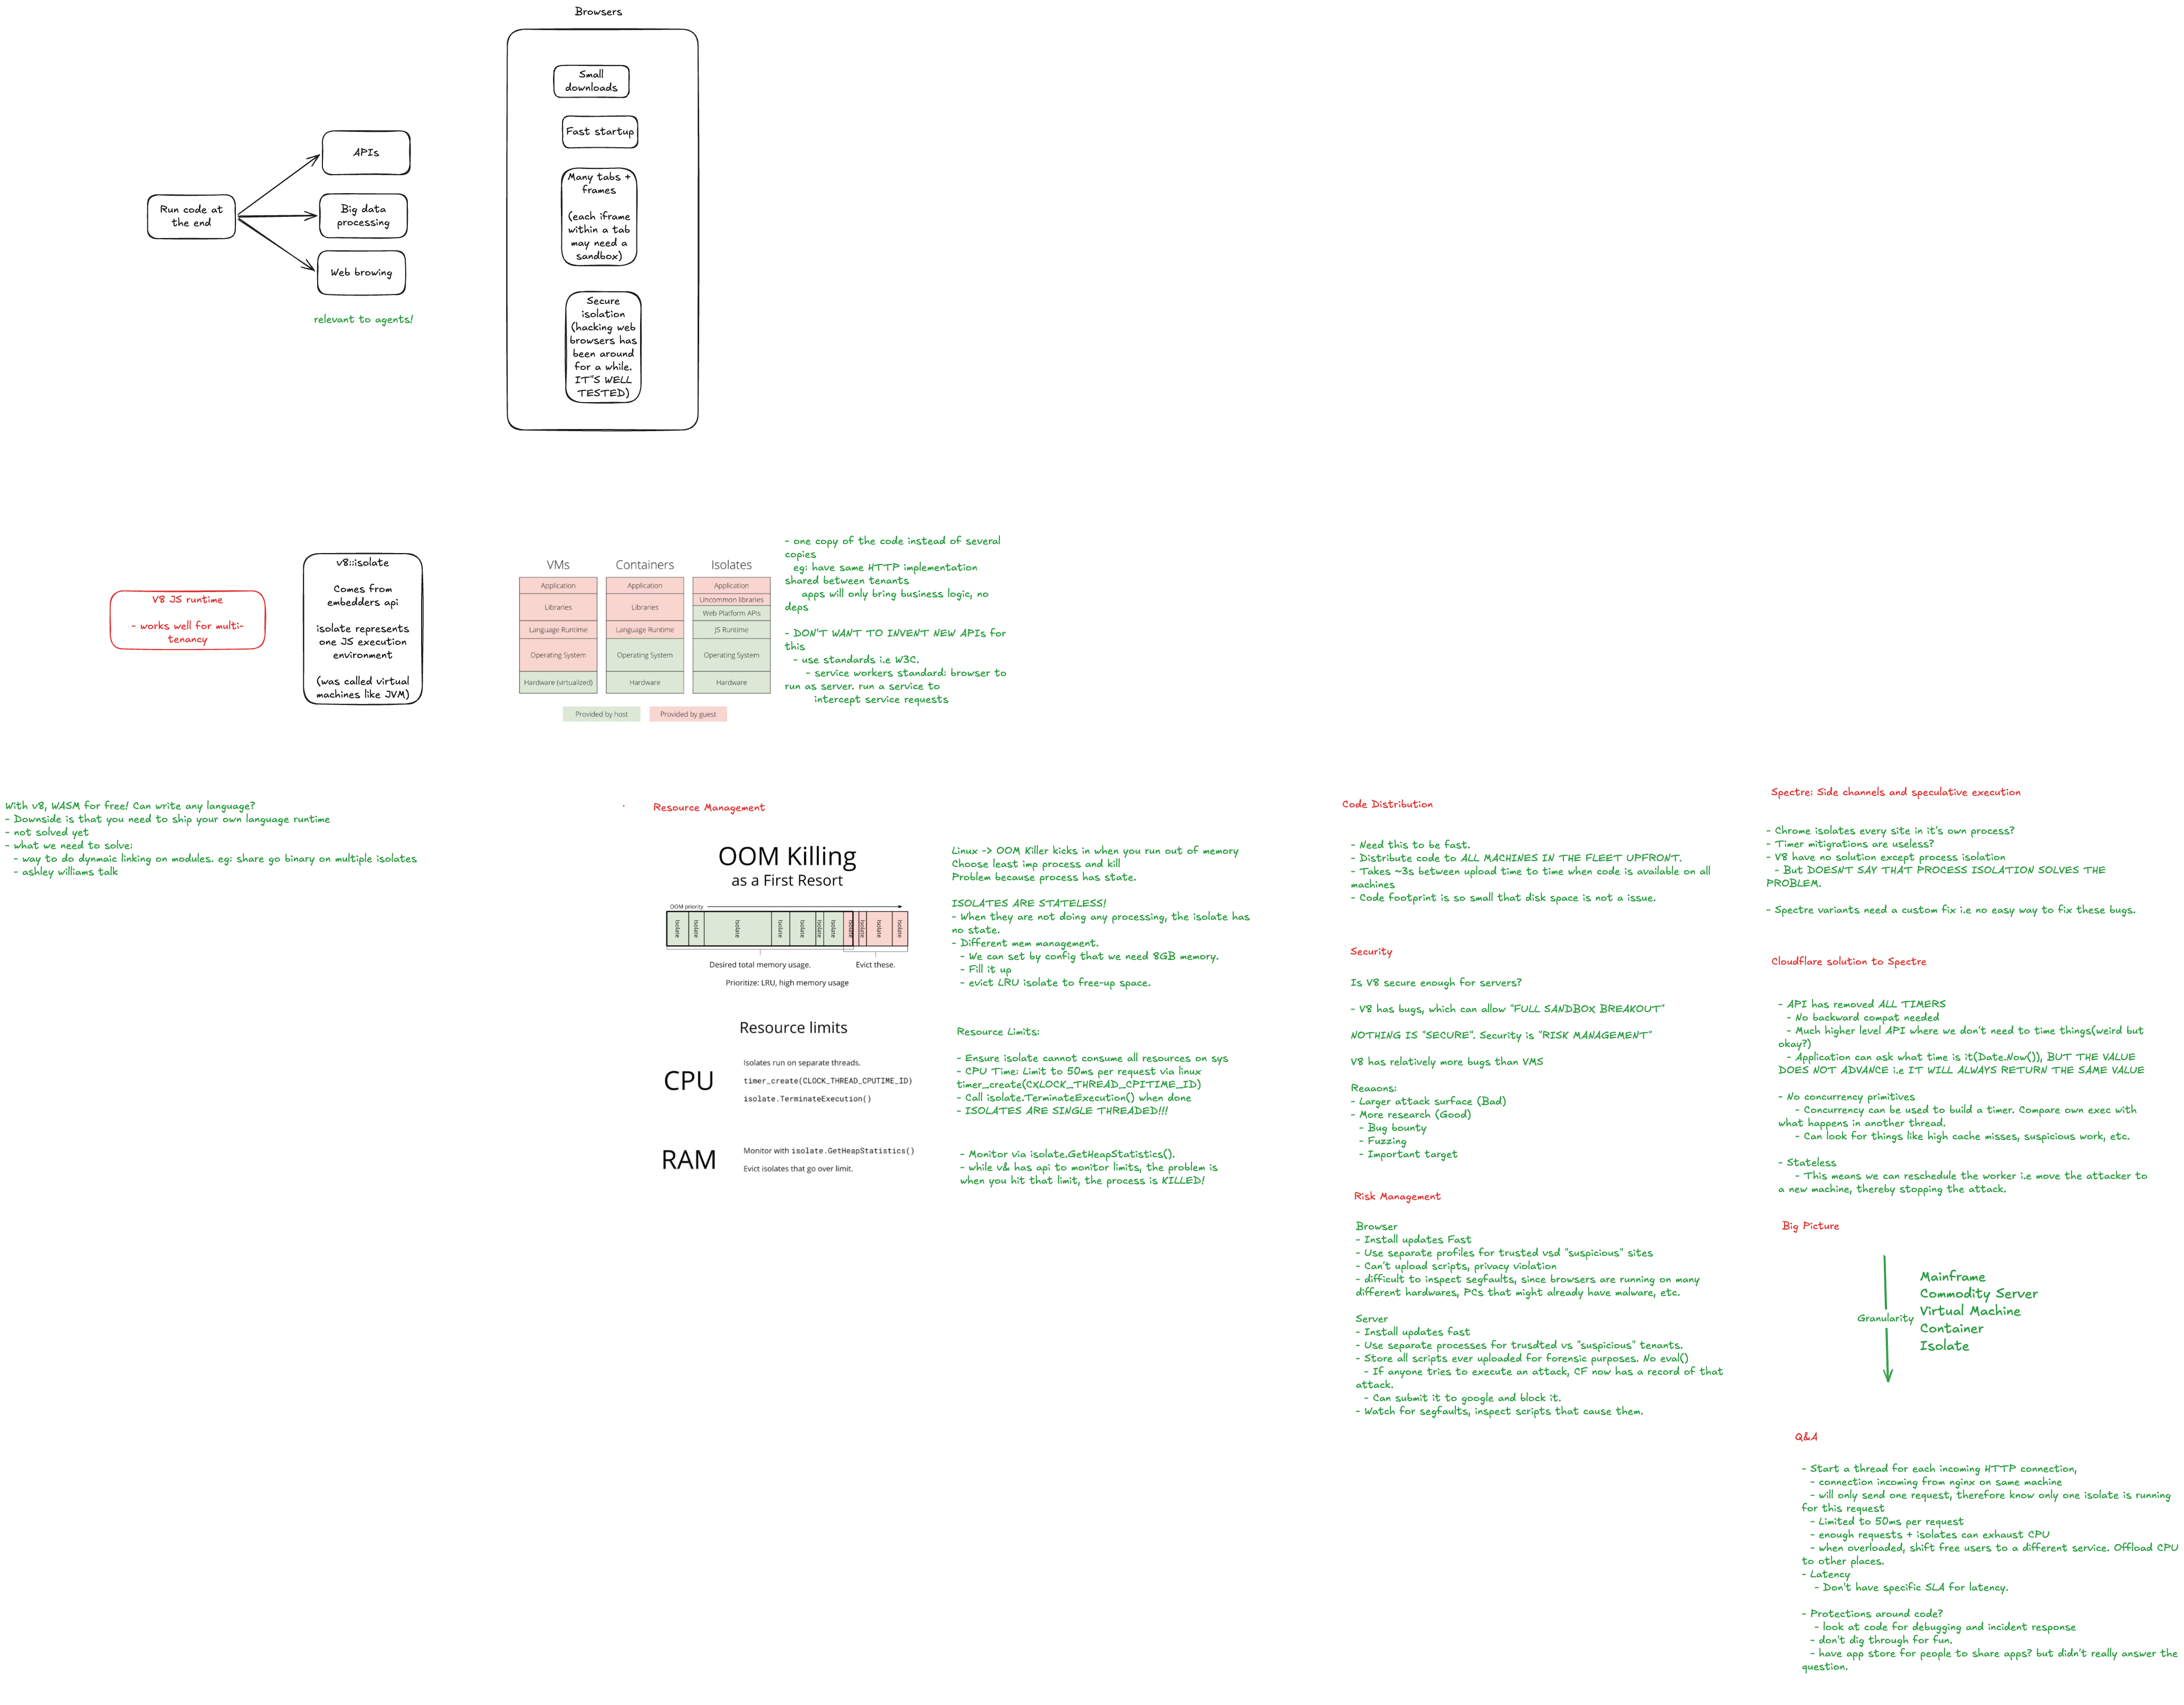 Browsers
Small
downloads
Fast startup
Many tabs +
frames
(each iframe
within a tab
may need a
sandbox)
Secure
isolation
(hacking web
browsers has
been around
for a while.
IT"S WELL
TESTED)
Run code at
the end
APIs
Big data
processing
Web browing
relevant to agents!
V8 JS runtime
- works well for multi-
tenancy
v8::isolate
Comes from
embedders api
isolate represents
one JS execution
environment
(was called virtual
machines like JVM)
VMs
Application
Libraries
Language Runtime
Operating System
Hardware (virtualized)
Containers
Application
Libraries
Language Runtime
Operating System
Hardware
Isolates
Application
Uncommon libraries
Web Platform APIs
JS Runtime
Operating System
Hardware
Provided by host
Provided by guest
- one copy of the code instead of several
copies
eg: have same HTTP implementation
shared between tenants
apps will only bring business logic, no
deps
- DON'T WANT TO INVENT NEW APIs for
this
- use standards i.e W3C.
- service workers standard: browser to
run as server. run a service to
intercept service requests
With v8, WASM for free! Can write any language?
- Downside is that you need to ship your own language runtime
- not solved yet
- what we need to solve:
- way to do dynmaic linking on modules. eg: share go binary on multiple isolates
- ashley williams talk
Resource Management
OOM Killing
as a First Resort
OOM priority
Isolate
Isolate
Isolate
Isolate
Isolate
Isolate
Isolate
Isolate
Isolate
Isolate
Isolate
Desired total memory usage.
Evict these.
Prioritize: LRU, high memory usage
Linux -> OOM Killer kicks in when you run out of memory
Choose least imp process and kill
Problem because process has state.
ISOLATES ARE STATELESS!
- When they are not doing any processing, the isolate has
no state.
- Different mem management.
- We can set by config that we need 8GB memory.
- Fill it up
- evict LRU isolate to free-up space.
Resource limits
CPU
Isolates run on separate threads.
timer_create(CLOCK_THREAD_CPUTIME_ID)
isolate.TerminateExecution()
RAM
Monitor with isolate.GetHeapStatistics()
Evict isolates that go over limit.
Resource Limits:
- Ensure isolate cannot consume all resources on sys
- CPU Time: Limit to 50ms per request via linux
timer_create(CXLOCK_THREAD_CPITIME_ID)
- Call isolate.TerminateExecution() when done
- ISOLATES ARE SINGLE THREADED!!!
- Monitor via isolate.GetHeapStatistics().
- while v& has api to monitor limits, the problem is
when you hit that limit, the process is KILLED!
Code Distribution
- Need this to be fast.
- Distribute code to ALL MACHINES IN THE FLEET UPFRONT.
- Takes ~3s between upload time to time when code is available on all
machines
- Code footprint is so small that disk space is not a issue.
Security
Is V8 secure enough for servers?
- V8 has bugs, which can allow "FULL SANDBOX BREAKOUT"
NOTHING IS "SECURE". Security is "RISK MANAGEMENT"
V8 has relatively more bugs than VMS
Reaaons:
- Larger attack surface (Bad)
- More research (Good)
- Bug bounty
- Fuzzing
- Important target
Risk Management
Browser
- Install updates Fast
- Use separate profiles for trusted vsd "suspicious" sites
- Can't upload scripts, privacy violation
- difficult to inspect segfaults, since browsers are running on many
different hardwares, PCs that might already have malware, etc.
Server
- Install updates fast
- Use separate processes for trusdted vs "suspicious" tenants.
- Store all scripts ever uploaded for forensic purposes. No eval()
- If anyone tries to execute an attack, CF now has a record of that
attack.
- Can submit it to google and block it.
- Watch for segfaults, inspect scripts that cause them.
Spectre: Side channels and speculative execution
- Chrome isolates every site in it's own process?
- Timer mitigrations are useless?
- V8 have no solution except process isolation
- But DOESNT SAY THAT PROCESS ISOLATION SOLVES THE
PROBLEM.
- Spectre variants need a custom fix i.e no easy way to fix these bugs.
Cloudflare solution to Spectre
- API has removed ALL TIMERS
- No backward compat needed
- Much higher level API where we don't need to time things(weird but
okay?)
- Application can ask what time is it(Date.Now()), BUT THE VALUE
DOES NOT ADVANCE i.e IT WILL ALWAYS RETURN THE SAME VALUE
- No concurrency primitives
- Concurrency can be used to build a timer. Compare own exec with
what happens in another thread.
- Can look for things like high cache misses, suspicious work, etc.
- Stateless
- This means we can reschedule the worker i.e move the attacker to
a new machine, thereby stopping the attack.
Big Picture
Granularity
Mainframe
Commodity Server
Virtual Machine
Container
Isolate
Q&A
- Start a thread for each incoming HTTP connection,
- connection incoming from nginx on same machine
- will only send one request, therefore know only one isolate is running
for this request
- Limited to 50ms per request
- enough requests + isolates can exhaust CPU
- when overloaded, shift free users to a different service. Offload CPU
to other places.
- Latency
- Don't have specific SLA for latency.
- Protections around code?
- look at code for debugging and incident response
- don't dig through for fun.
- have app store for people to share apps? but didn't really answer the
question.